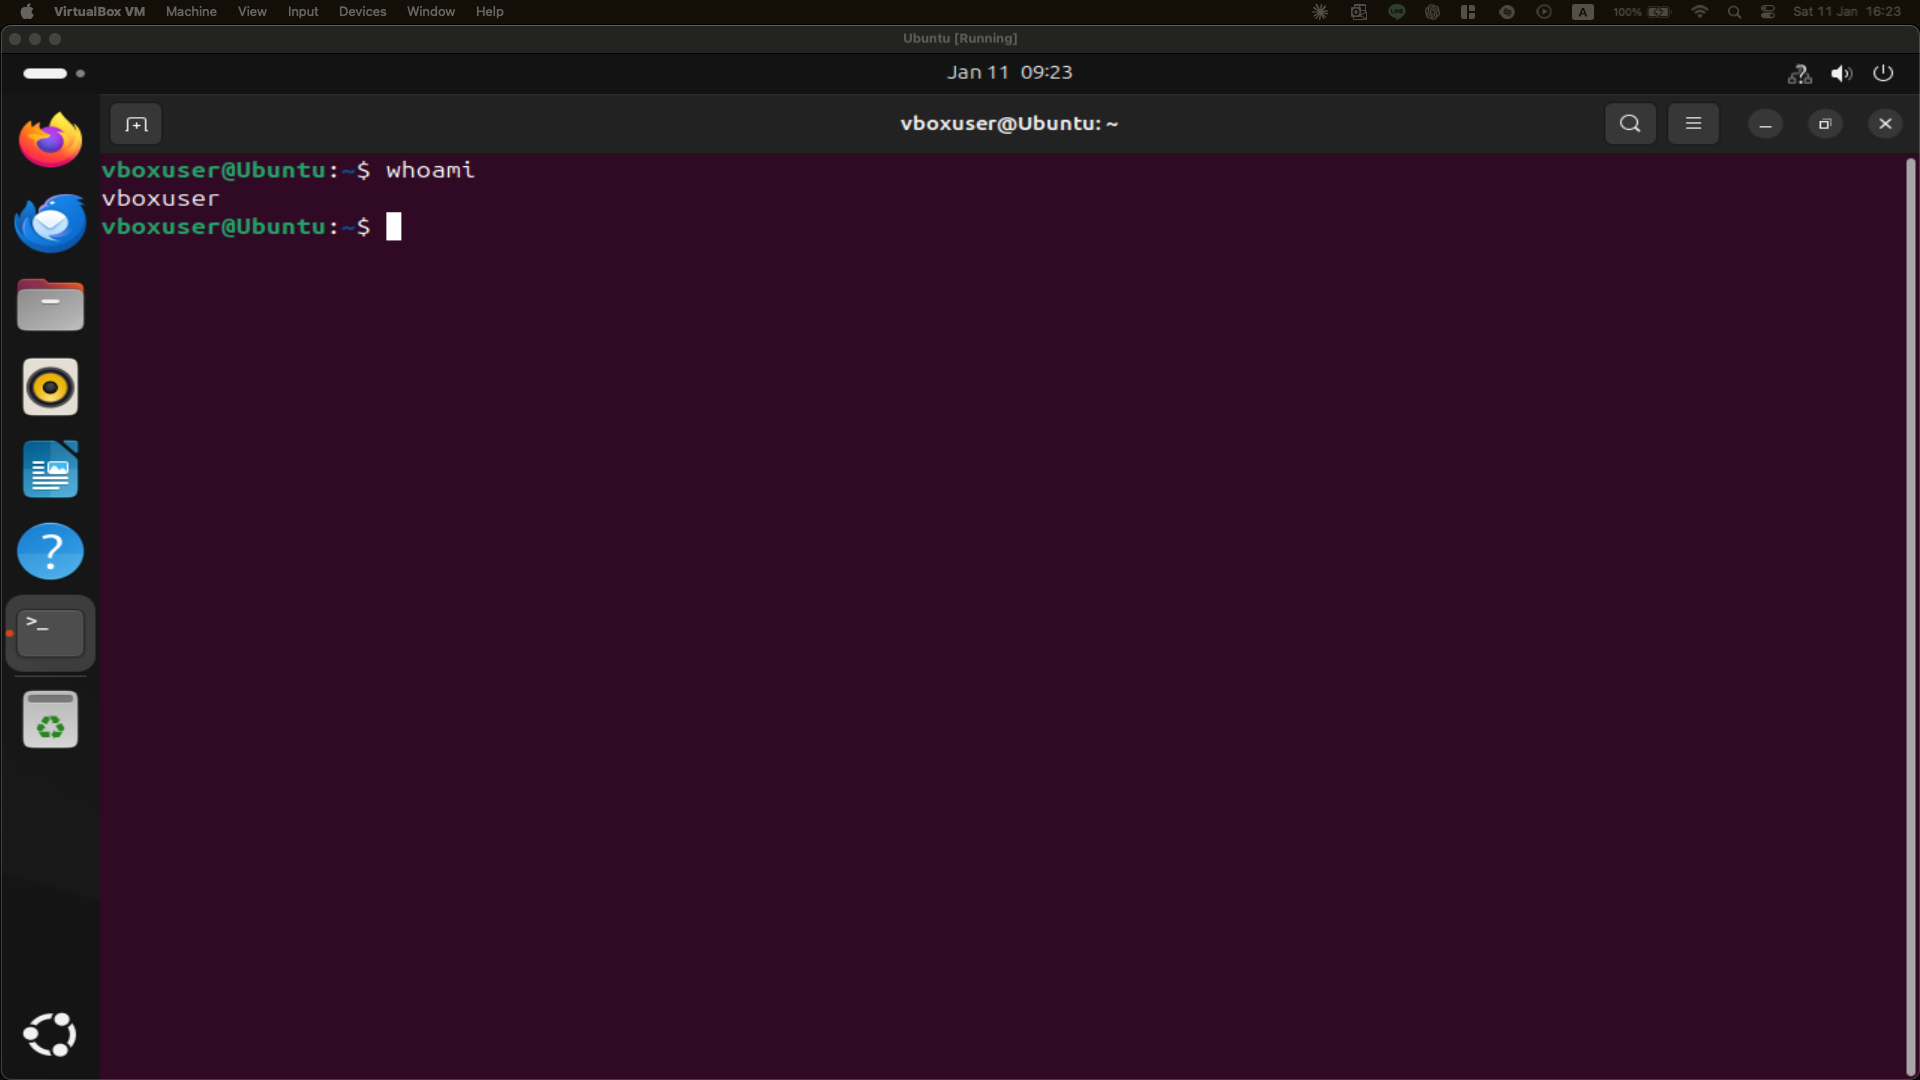 VirtualBox VM Machine View Input Devices Window Help 100% Sat 11 Jan 16:23
Ubuntu [Running]
Jan 11 09:23
vboxuser@Ubuntu: ~
vboxuser@Ubuntu:~$ whoami
vboxuser
vboxuser@Ubuntu:~$